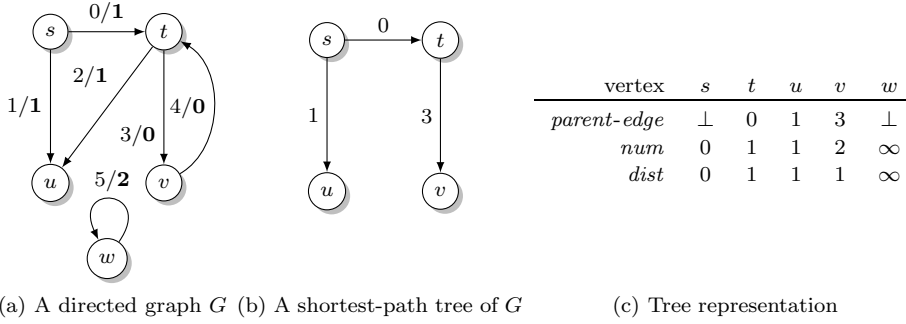 0/1
s
t
2/1
1/1
4/0
3/0
u
v
5/2
w
s
0
t
1
3
u
v
vertex s t u v w
parent-edge ⊥ 0 1 3 ⊥
num 0 1 1 2 ∞
dist 0 1 1 1 ∞
(a) A directed graph G
(b) A shortest-path tree of G
(c) Tree representation